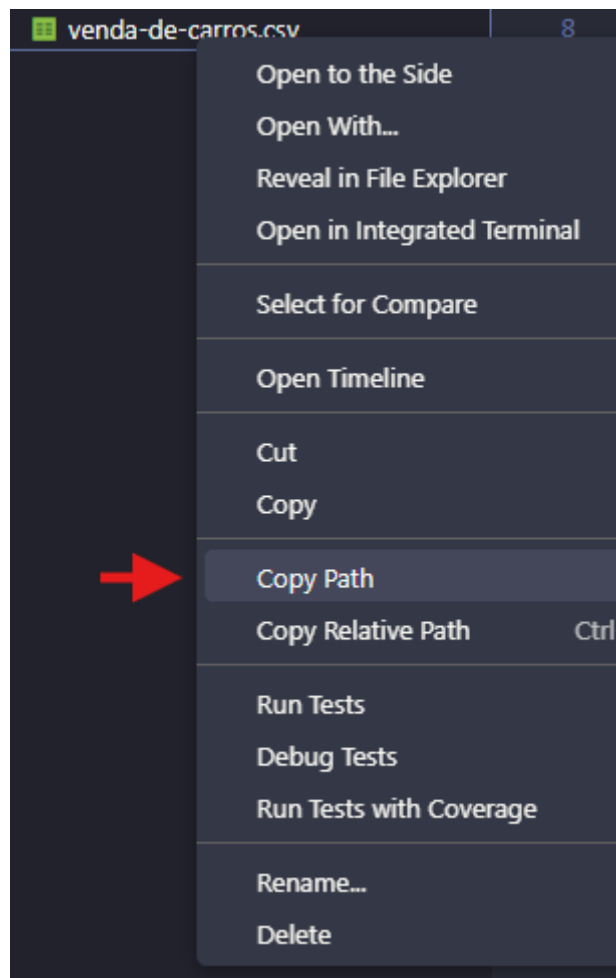 venda-de-carros.csv 8
Open to the Side
Open With...
Reveal in File Explorer
Open in Integrated Terminal
Select for Compare
Open Timeline
Cut
Copy
Copy Path
Copy Relative Path Ctrl
Run Tests
Debug Tests
Run Tests with Coverage
Rename...
Delete